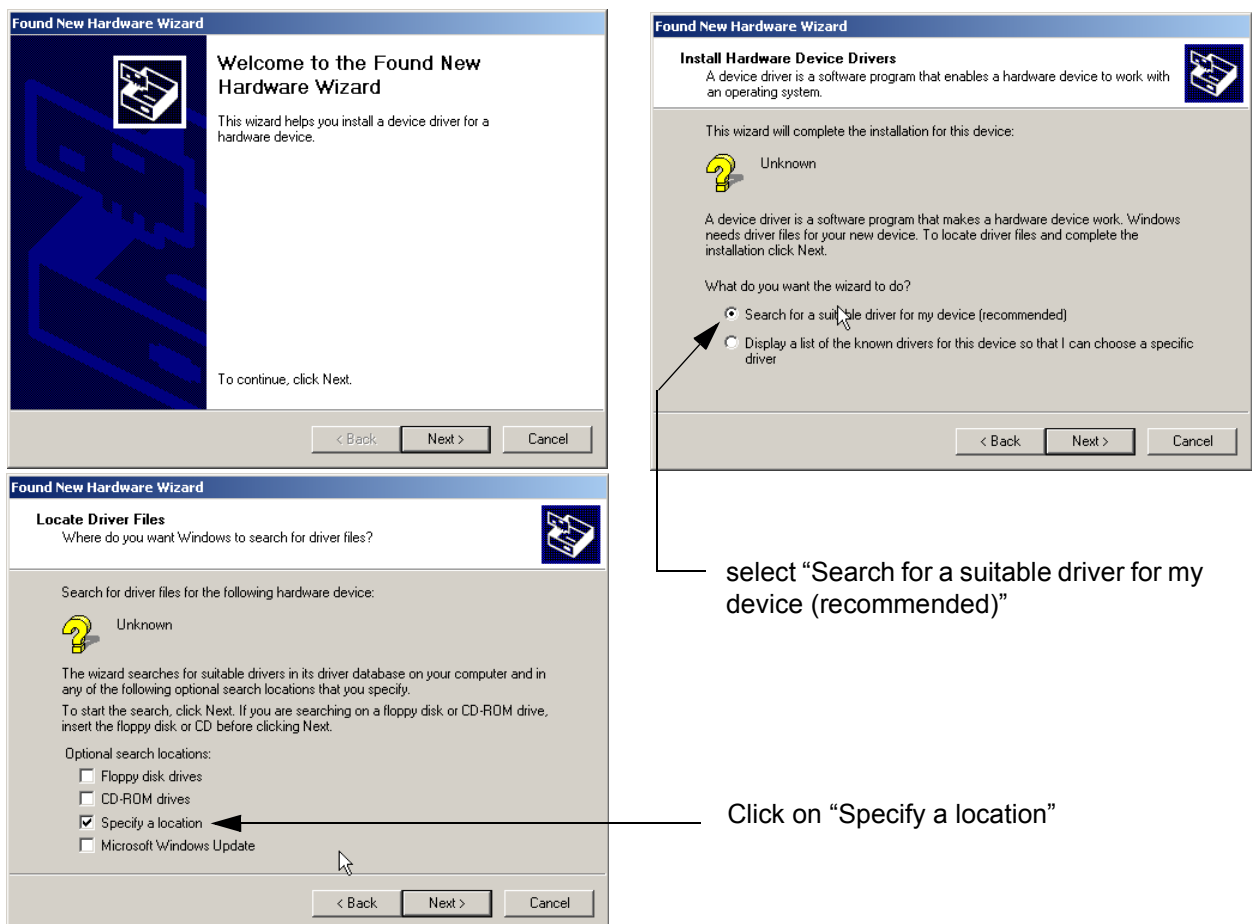 Found New Hardware Wizard
Welcome to the Found New
Hardware Wizard
This wizard helps you install a device driver for a
hardware device.
To continue, click Next.
< Back
Next >
Cancel
Found New Hardware Wizard
Install Hardware Device Drivers
A device driver is a software program that enables a hardware device to work with
an operating system.
This wizard will complete the installation for this device:
Unknown
A device driver is a software program that makes a hardware device work. Windows
needs driver files for your new device. To locate driver files and complete the
installation click Next.
What do you want the wizard to do?
Search for a suitable driver for my device (recommended)
Display a list of the known drivers for this device so that I can choose a specific
driver
< Back
Next >
Cancel
select “Search for a suitable driver for my
device (recommended)”
Found New Hardware Wizard
Locate Driver Files
Where do you want Windows to search for driver files?
Search for driver files for the following hardware device:
Unknown
The wizard searches for suitable drivers in its driver database on your computer and in
any of the following optional search locations that you specify.
To start the search, click Next. If you are searching on a floppy disk or CD-ROM drive,
insert the floppy disk or CD before clicking Next.
Optional search locations:
Floppy disk drives
CD-ROM drives
Specify a location
Microsoft Windows Update
< Back
Next >
Cancel
Click on “Specify a location”